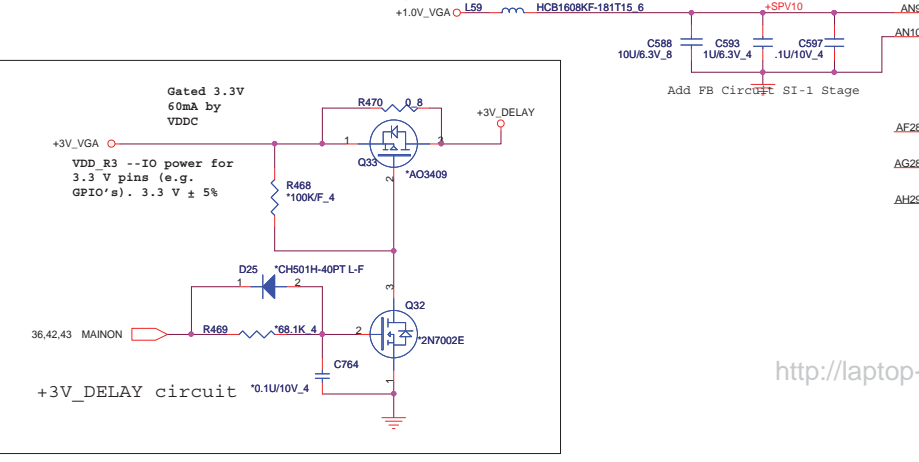 +1.0V_VGA
L59
HCB1608KF-181T15_6
+SPV10
AN9
AN10
C588
10U/6.3V_8
C593
1U/6.3V_4
C597
.1U/10V_4
Add FB Circuit SI-1 Stage
AF28
AG28
AH29
Gated 3.3V
60mA by
VDDC
R470
0_8
+3V_DELAY
+3V_VGA
1
3
Q33
2
*AO3409
VDD_R3 --IO power for
3.3 V pins (e.g.
GPIO's). 3.3 V ± 5%
R468
*100K/F_4
D25
*CH501H-40PT L-F
1
2
3
Q32
36,42,43 MAINON
R469
*68.1K_4
2
*2N7002E
C764
*0.1U/10V_4
1
+3V_DELAY circuit
http://laptop-